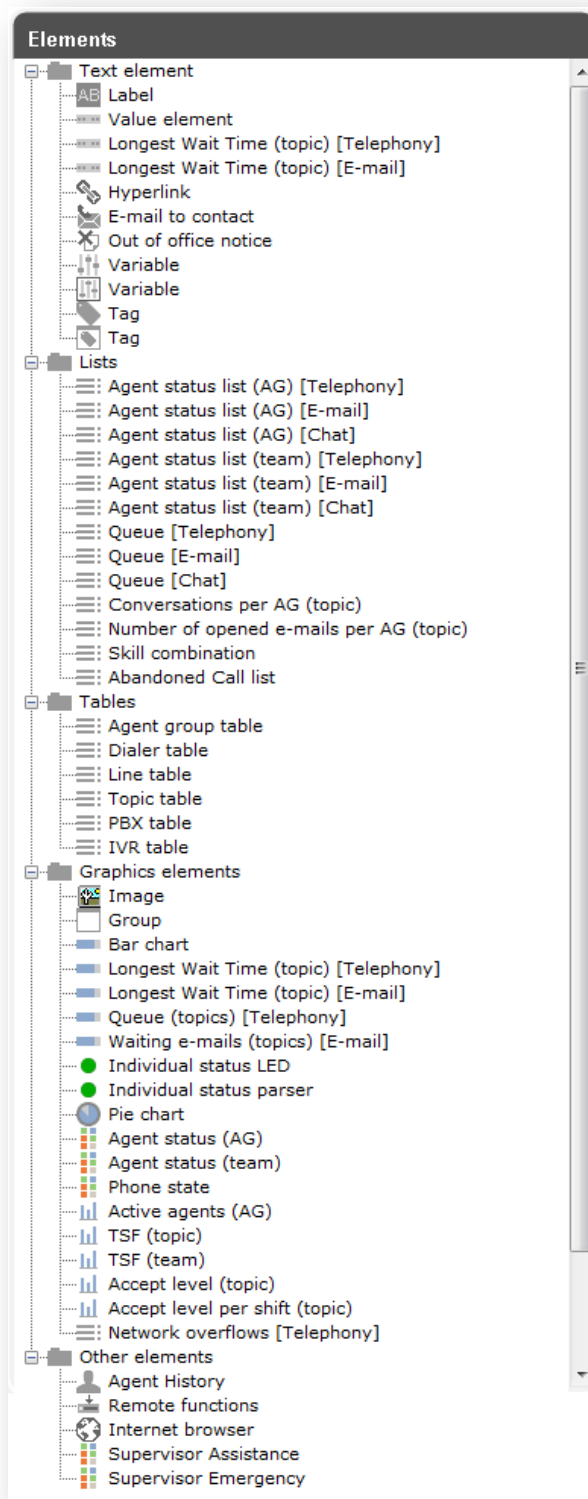 Elements
Text element
AB Label
Value element
Longest Wait Time (topic) [Telephony]
Longest Wait Time (topic) [E-mail]
Hyperlink
E-mail to contact
Out of office notice
Variable
Variable
Tag
Tag
Lists
Agent status list (AG) [Telephony]
Agent status list (AG) [E-mail]
Agent status list (AG) [Chat]
Agent status list (team) [Telephony]
Agent status list (team) [E-mail]
Agent status list (team) [Chat]
Queue [Telephony]
Queue [E-mail]
Queue [Chat]
Conversations per AG (topic)
Number of opened e-mails per AG (topic)
Skill combination
Abandoned Call list
Tables
Agent group table
Dialer table
Line table
Topic table
PBX table
IVR table
Graphics elements
Image
Group
Bar chart
Longest Wait Time (topic) [Telephony]
Longest Wait Time (topic) [E-mail]
Queue (topics) [Telephony]
Waiting e-mails (topics) [E-mail]
Individual status LED
Individual status parser
Pie chart
Agent status (AG)
Agent status (team)
Phone state
Active agents (AG)
TSF (topic)
TSF (team)
Accept level (topic)
Accept level per shift (topic)
Network overflows [Telephony]
Other elements
Agent History
Remote functions
Internet browser
Supervisor Assistance
Supervisor Emergency